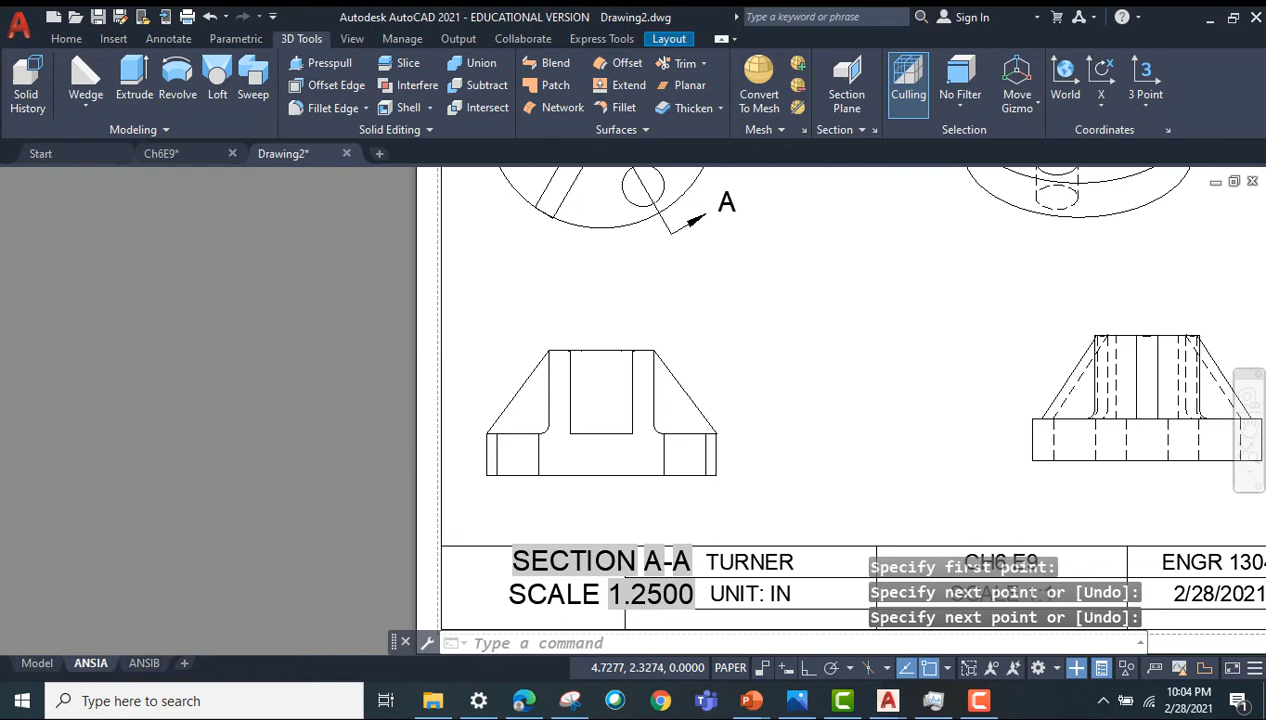 Autodesk AutoCAD 2021 - EDUCATIONAL VERSION Drawing2.dwg
Type a keyword or phrase
Sign In
Home Insert Annotate Parametric 3D Tools View Manage Output Collaborate Express Tools Layout
Solid History
Wedge
Extrude
Revolve
Loft
Sweep
Presspull
Offset Edge
Fillet Edge
Slice
Interfere
Shell
Union
Subtract
Intersect
Blend
Patch
Network
Offset
Extend
Fillet
Trim
Planar
Thicken
Convert To Mesh
Section Plane
Culling
No Filter
Move Gizmo
World
X
3 Point
Modeling
Solid Editing
Surfaces
Mesh
Section
Selection
Coordinates
Start Ch6E9* Drawing2*
A
SECTION A-A TURNER CH6 E9 ENGR 1304
SCALE 1.2500 UNIT: IN 2/28/2021
Specify first point:
Specify next point or [Undo]:
Specify next point or [Undo]:
Type a command
Model ANSIA ANSIB
4.7277, 2.3274, 0.0000 PAPER
Type here to search
10:04 PM
2/28/2021